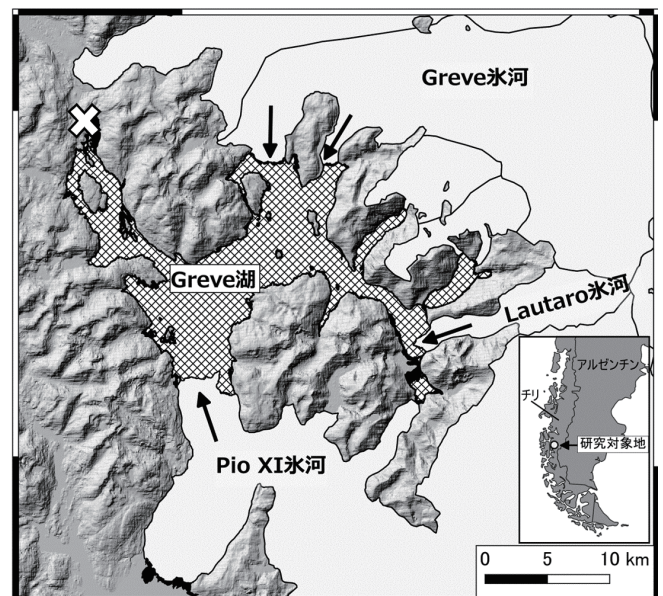 Greve氷河
Greve湖
Lautaro氷河
Pio XI氷河
アルゼンチン
チリ
研究対象地
0 5 10 km